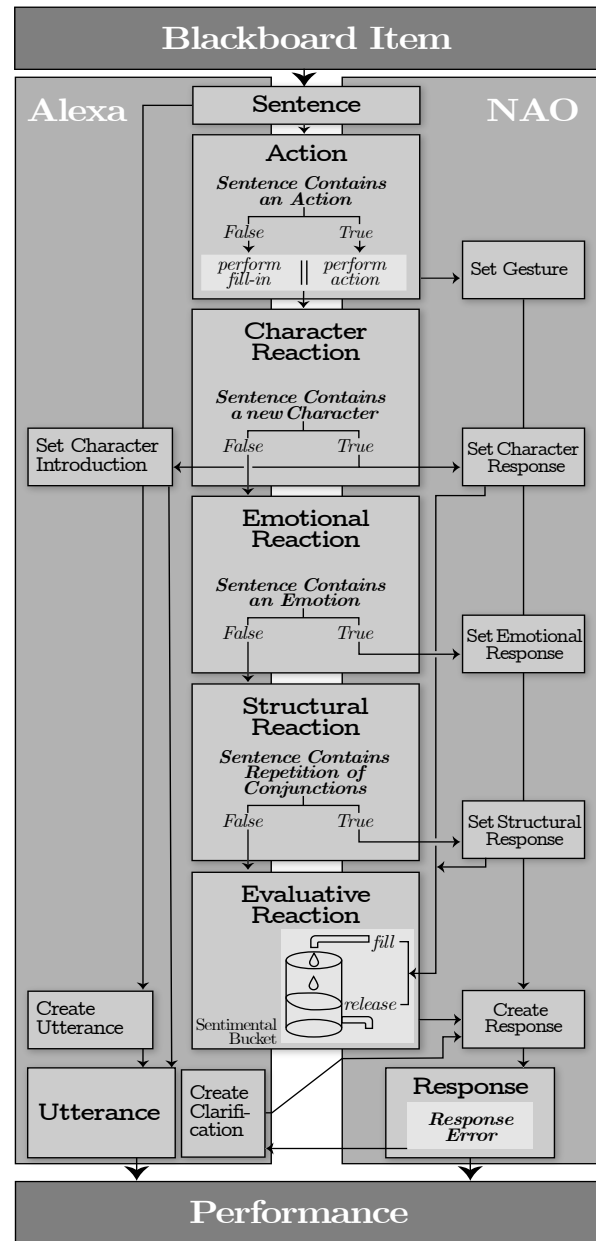 Blackboard Item
Alexa
NAO
Sentence
Action
Sentence Contains
an Action
False
True
perform
fill-in
||
perform
action
Set Gesture
Character
Reaction
Sentence Contains
a new Character
False
True
Set Character
Introduction
Set Character
Response
Emotional
Reaction
Sentence Contains
an Emotion
False
True
Set Emotional
Response
Structural
Reaction
Sentence Contains
Repetition of
Conjunctions
False
True
Set Structural
Response
Evaluative
Reaction
fill
release
Sentimental
Bucket
Create
Utterance
Create
Response
Utterance
Create
Clarifi-
cation
Response
Response
Error
Performance